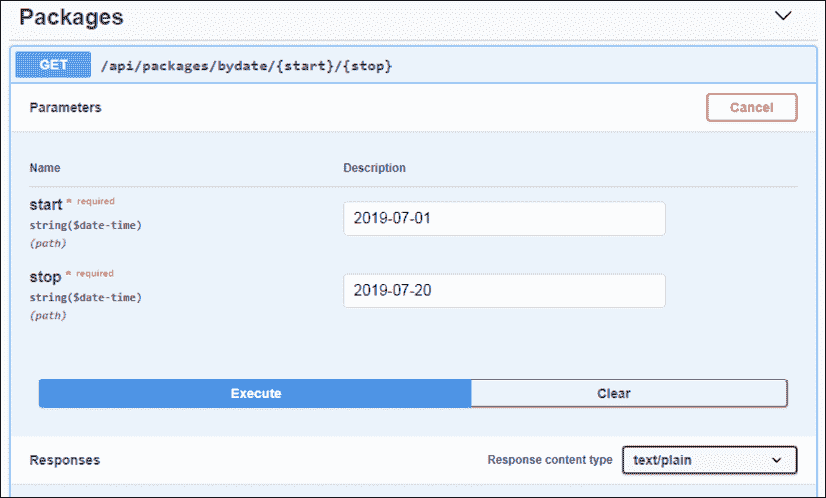 Packages
GET /api/packages/bydate/{start}/{stop}
Parameters Cancel
Name Description
start * required
string($date-time)
(path)
2019-07-01
stop * required
string($date-time)
(path)
2019-07-20
Execute Clear
Responses Response content type text/plain